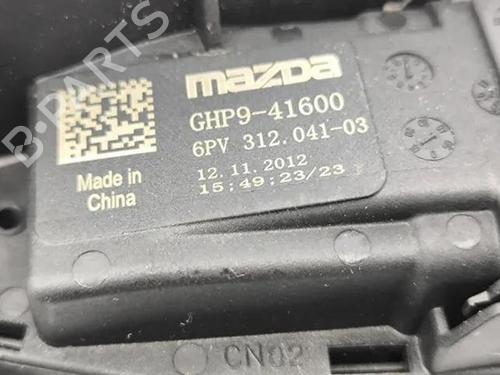 mazda
GHP9-41600
6PV 312.041-03
12.11.2012
15:49:23/23
Made in
China
CN02
B-PARTS